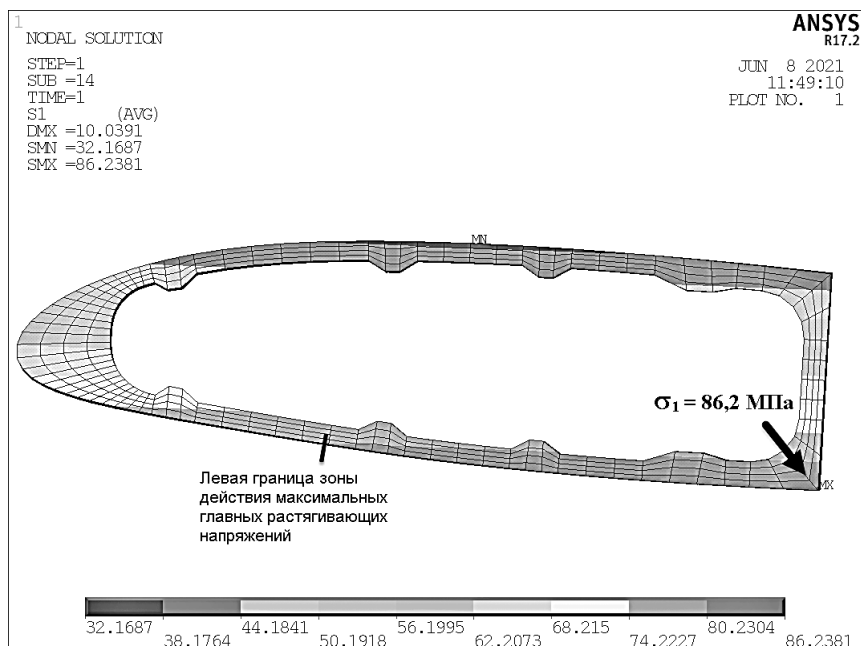 1
NODAL SOLUTION
STEP=1
SUB =14
TIME=1
S1 (AVG)
DMX =10.0391
SMN =32.1687
SMX =86.2381
ANSYS
R17.2
JUN 8 2021
11:49:10
PLOT NO. 1
MN
σ1 = 86,2 МПа
MX
Левая граница зоны
действия максимальных
главных растягивающих
напряжений
32.1687 44.1841 56.1995 68.215 80.2304
38.1764 50.1918 62.2073 74.2227 86.2381